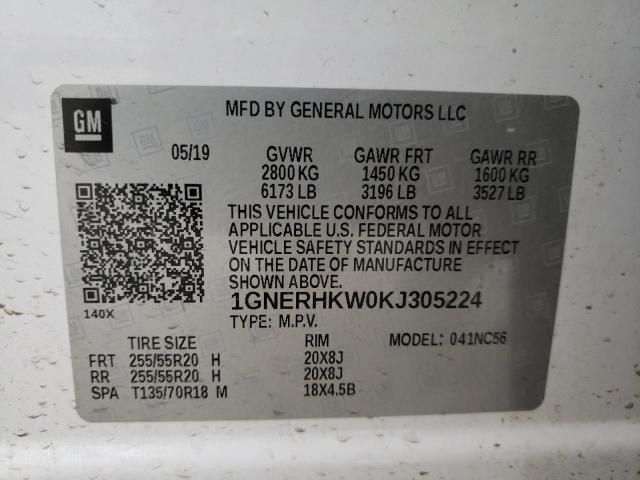 GM
MFD BY GENERAL MOTORS LLC
05/19 GVWR GAWR FRT GAWR RR
2800 KG 1450 KG 1600 KG
6173 LB 3196 LB 3527 LB
THIS VEHICLE CONFORMS TO ALL
APPLICABLE U.S. FEDERAL MOTOR
VEHICLE SAFETY STANDARDS IN EFFECT
ON THE DATE OF MANUFACTURE
SHOWN ABOVE.
1GNERHKW0KJ305224
140X
TYPE: M.P.V.
TIRE SIZE RIM MODEL: 041NC56
FRT 255/55R20 H 20X8J
RR 255/55R20 H 20X8J
SPA T135/70R18 M 18X4.5B